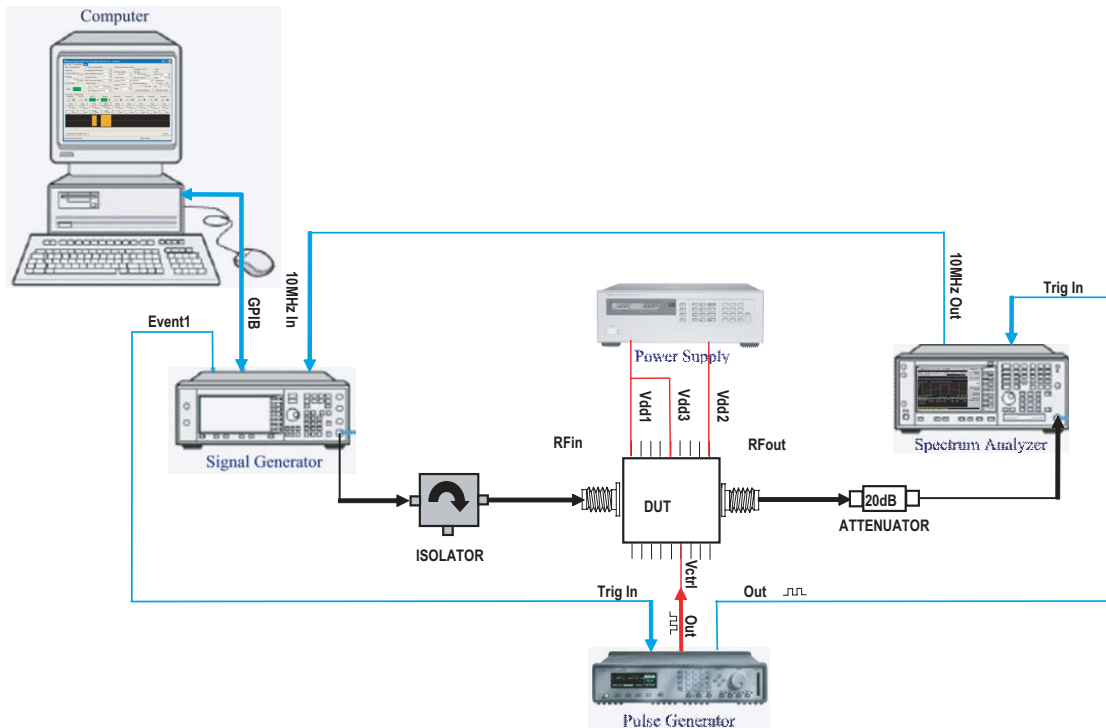 Computer
GPIB
10MHz In
10MHz Out
Trig In
Event1
Power Supply
Signal Generator
Spectrum Analyzer
Vdd1
Vdd3
Vdd2
RFin
RFout
DUT
20dB
ISOLATOR
ATTENUATOR
Vctrl
Trig In
Out
Out
Pulse Generator